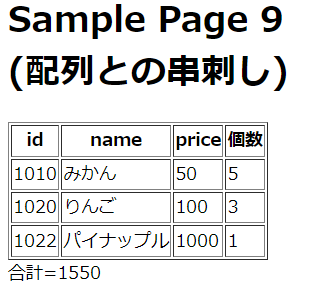 Sample Page 9
(配列との串刺し)
id name price 個数
1010 みかん 50 5
1020 りんご 100 3
1022 パイナップル 1000 1
合計=1550